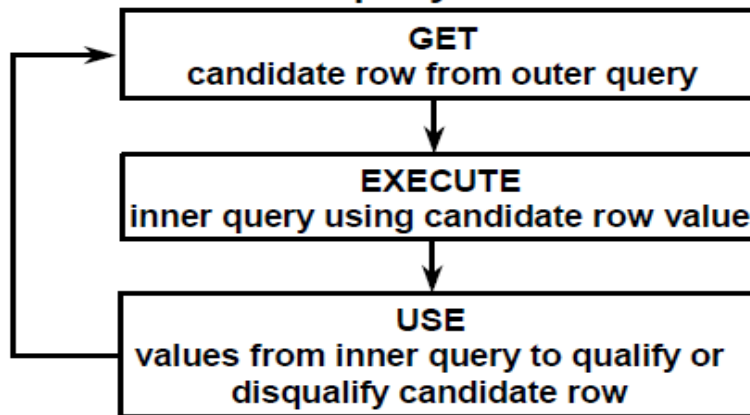 GET
candidate row from outer query
EXECUTE
inner query using candidate row value
USE
values from inner query to qualify or
disqualify candidate row